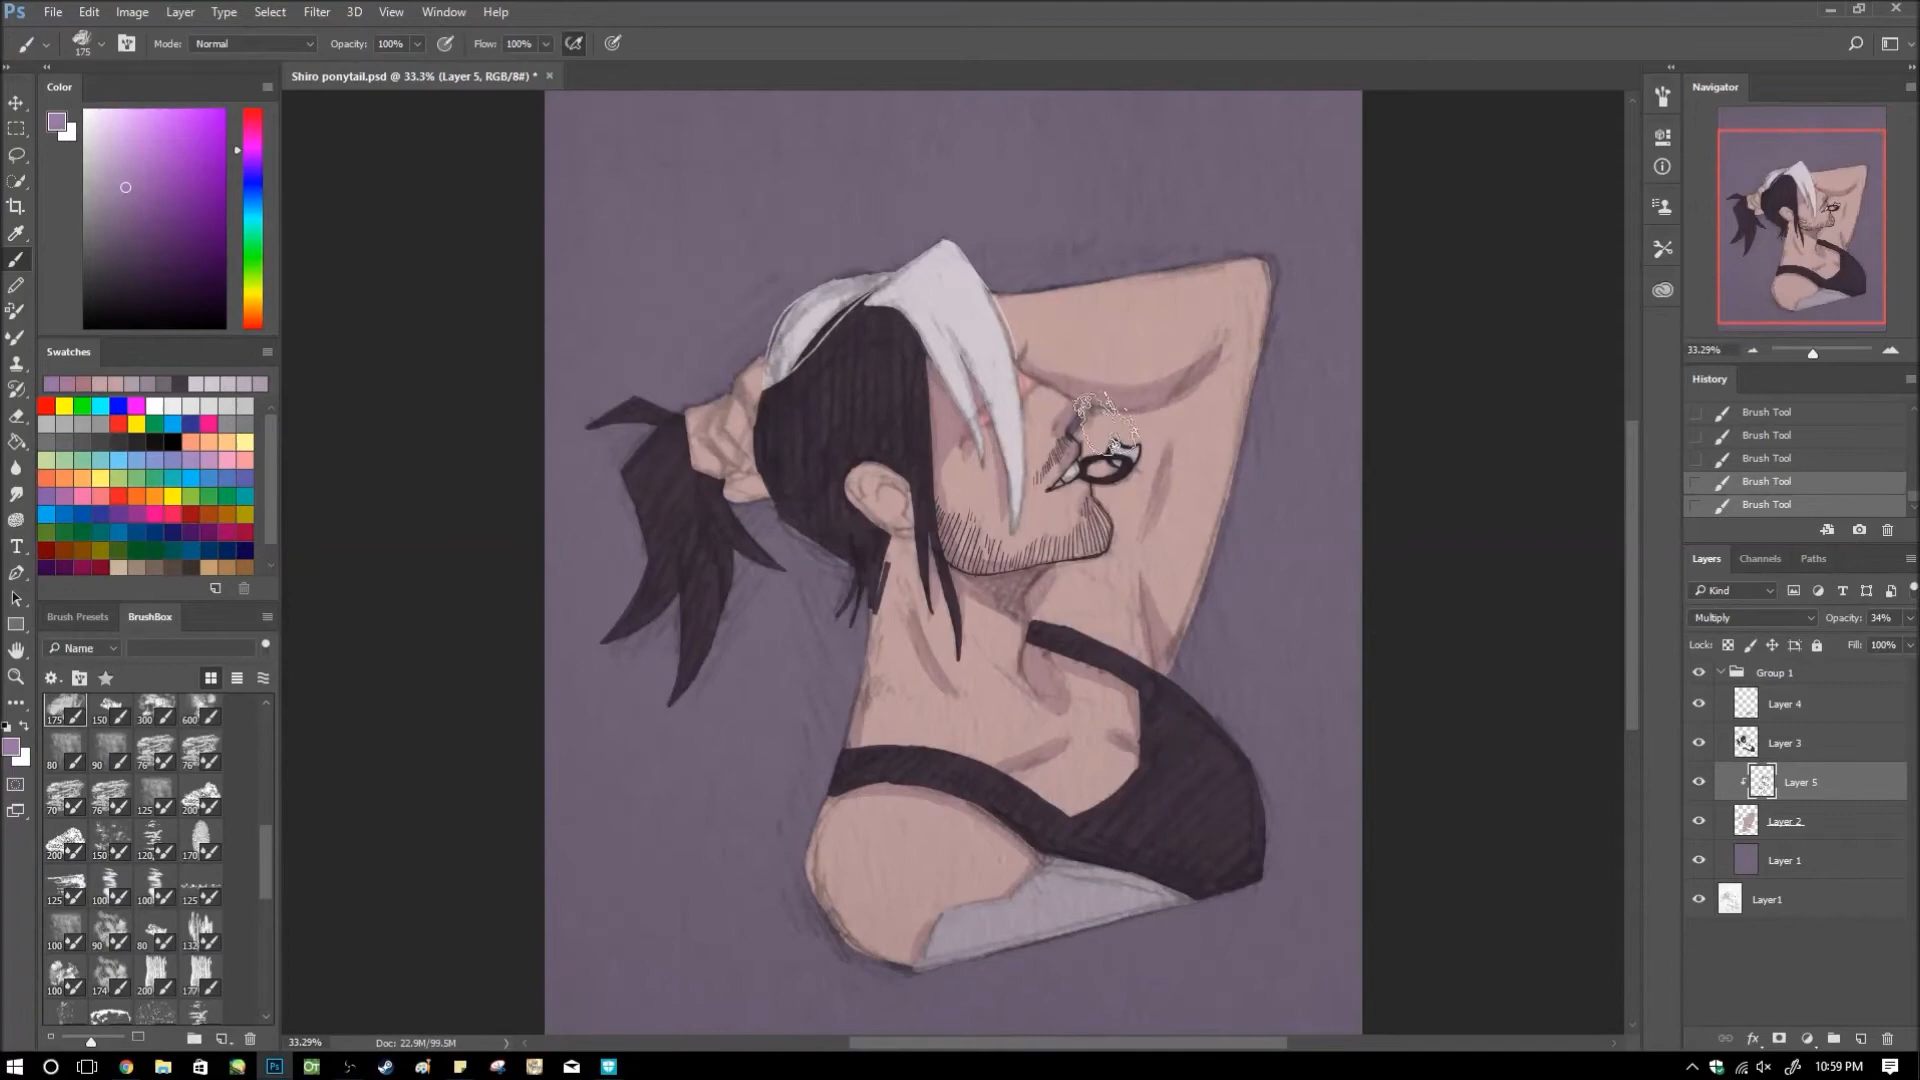 Ps File Edit Image Layer Type Select Filter 3D View Window Help
175 Mode: Normal Opacity: 100% Flow: 100%
Shiro ponytail.psd @ 33.3% (Layer 5, RGB/8#) *
Color
Swatches
Brush Presets BrushBox
Name
175 150 300 600
80 90 76 76
70 76 125 200
200 150 120 170
125 100 100 125
100 90 80 132
100 174 200 177
33.29% Doc: 22.9M/99.5M
Navigator
33.29%
History
Brush Tool
Brush Tool
Brush Tool
Brush Tool
Brush Tool
Layers Channels Paths
Kind
Multiply Opacity: 34%
Lock: Fill: 100%
Group 1
Layer 4
Layer 3
Layer 5
Layer 2
Layer 1
Layer1
Ps OT
10:59 PM